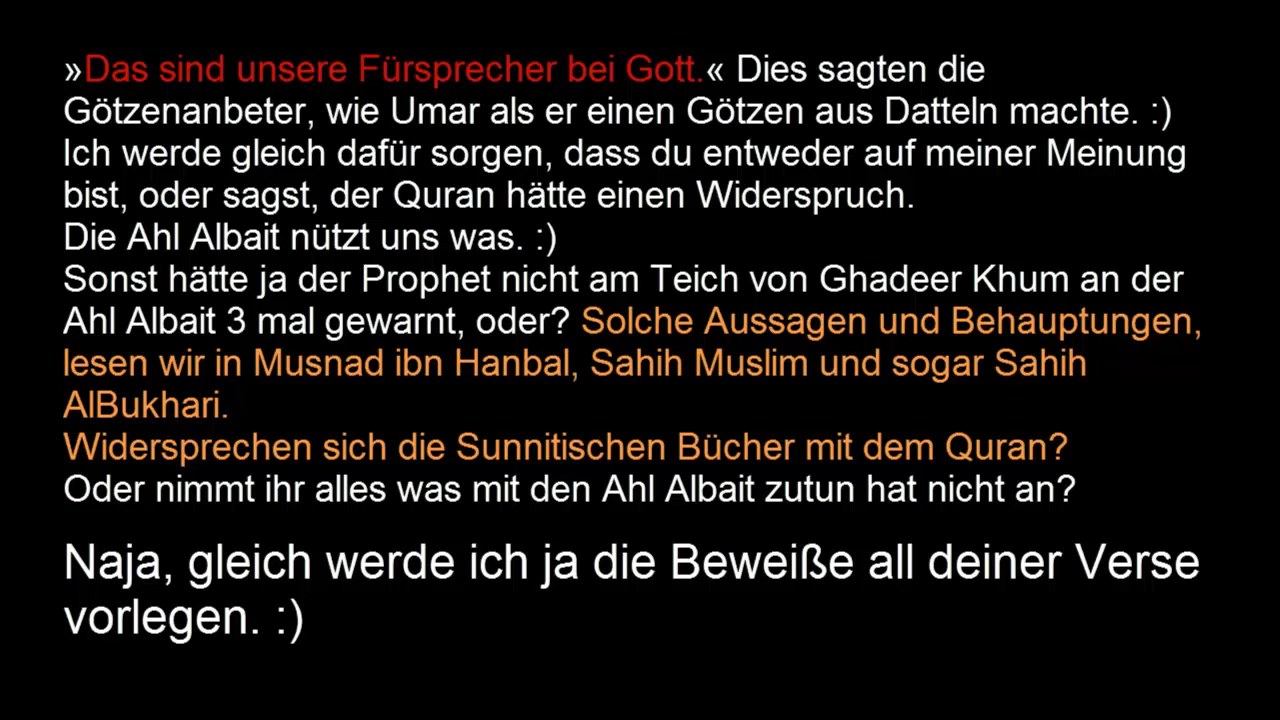 »Das sind unsere Fürsprecher bei Gott.« Dies sagten die
Götzenanbeter, wie Umar als er einen Götzen aus Datteln machte. :)
Ich werde gleich dafür sorgen, dass du entweder auf meiner Meinung
bist, oder sagst, der Quran hätte einen Widerspruch.
Die Ahl Albait nützt uns was. :)
Sonst hätte ja der Prophet nicht am Teich von Ghadeer Khum an der
Ahl Albait 3 mal gewarnt, oder? Solche Aussagen und Behauptungen,
lesen wir in Musnad ibn Hanbal, Sahih Muslim und sogar Sahih
AlBukhari.
Widersprechen sich die Sunnitischen Bücher mit dem Quran?
Oder nimmt ihr alles was mit den Ahl Albait zutun hat nicht an?
Naja, gleich werde ich ja die Beweiße all deiner Verse
vorlegen. :)